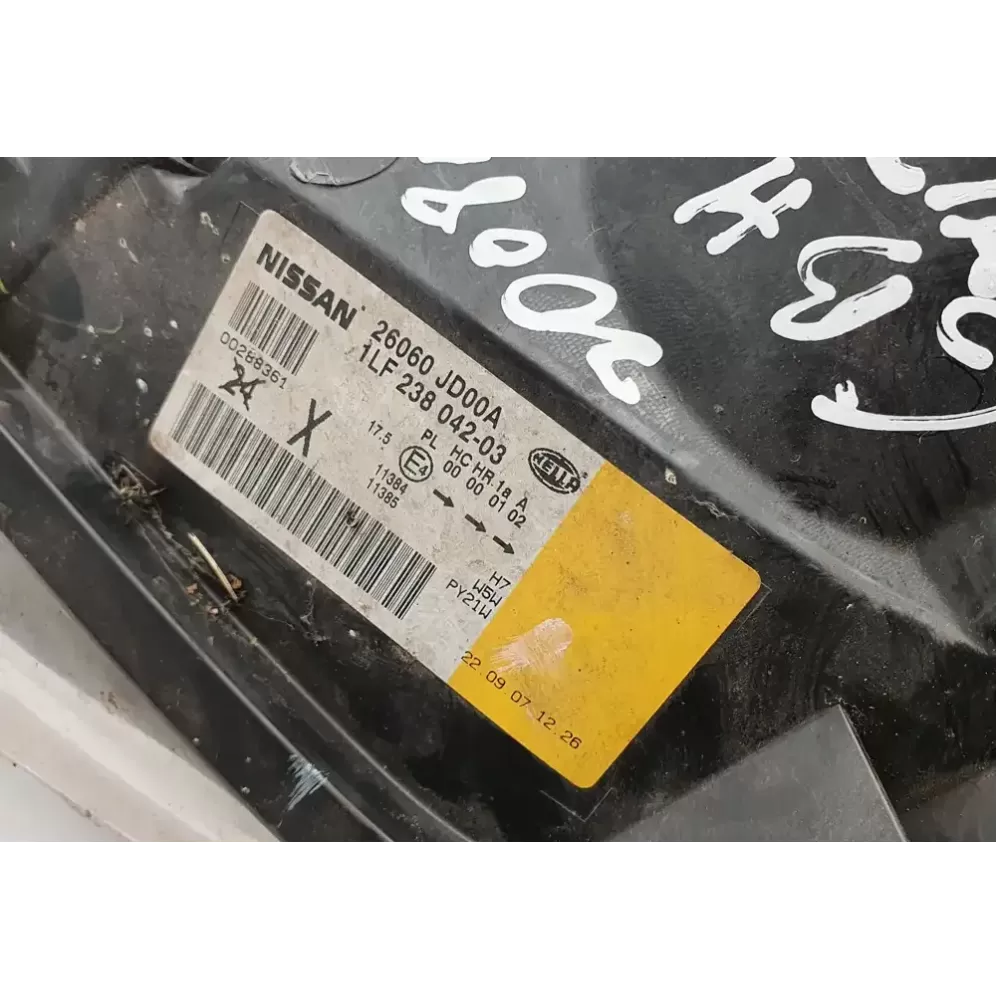 NISSAN
26060 JD00A
1LF 238 042-03
00288361
24 X
17.5
PL HC HR.1a A
E4 00 00 01 02
11384
11385
HELLA
H7
W5W
PY21W
22.09.07 12.26